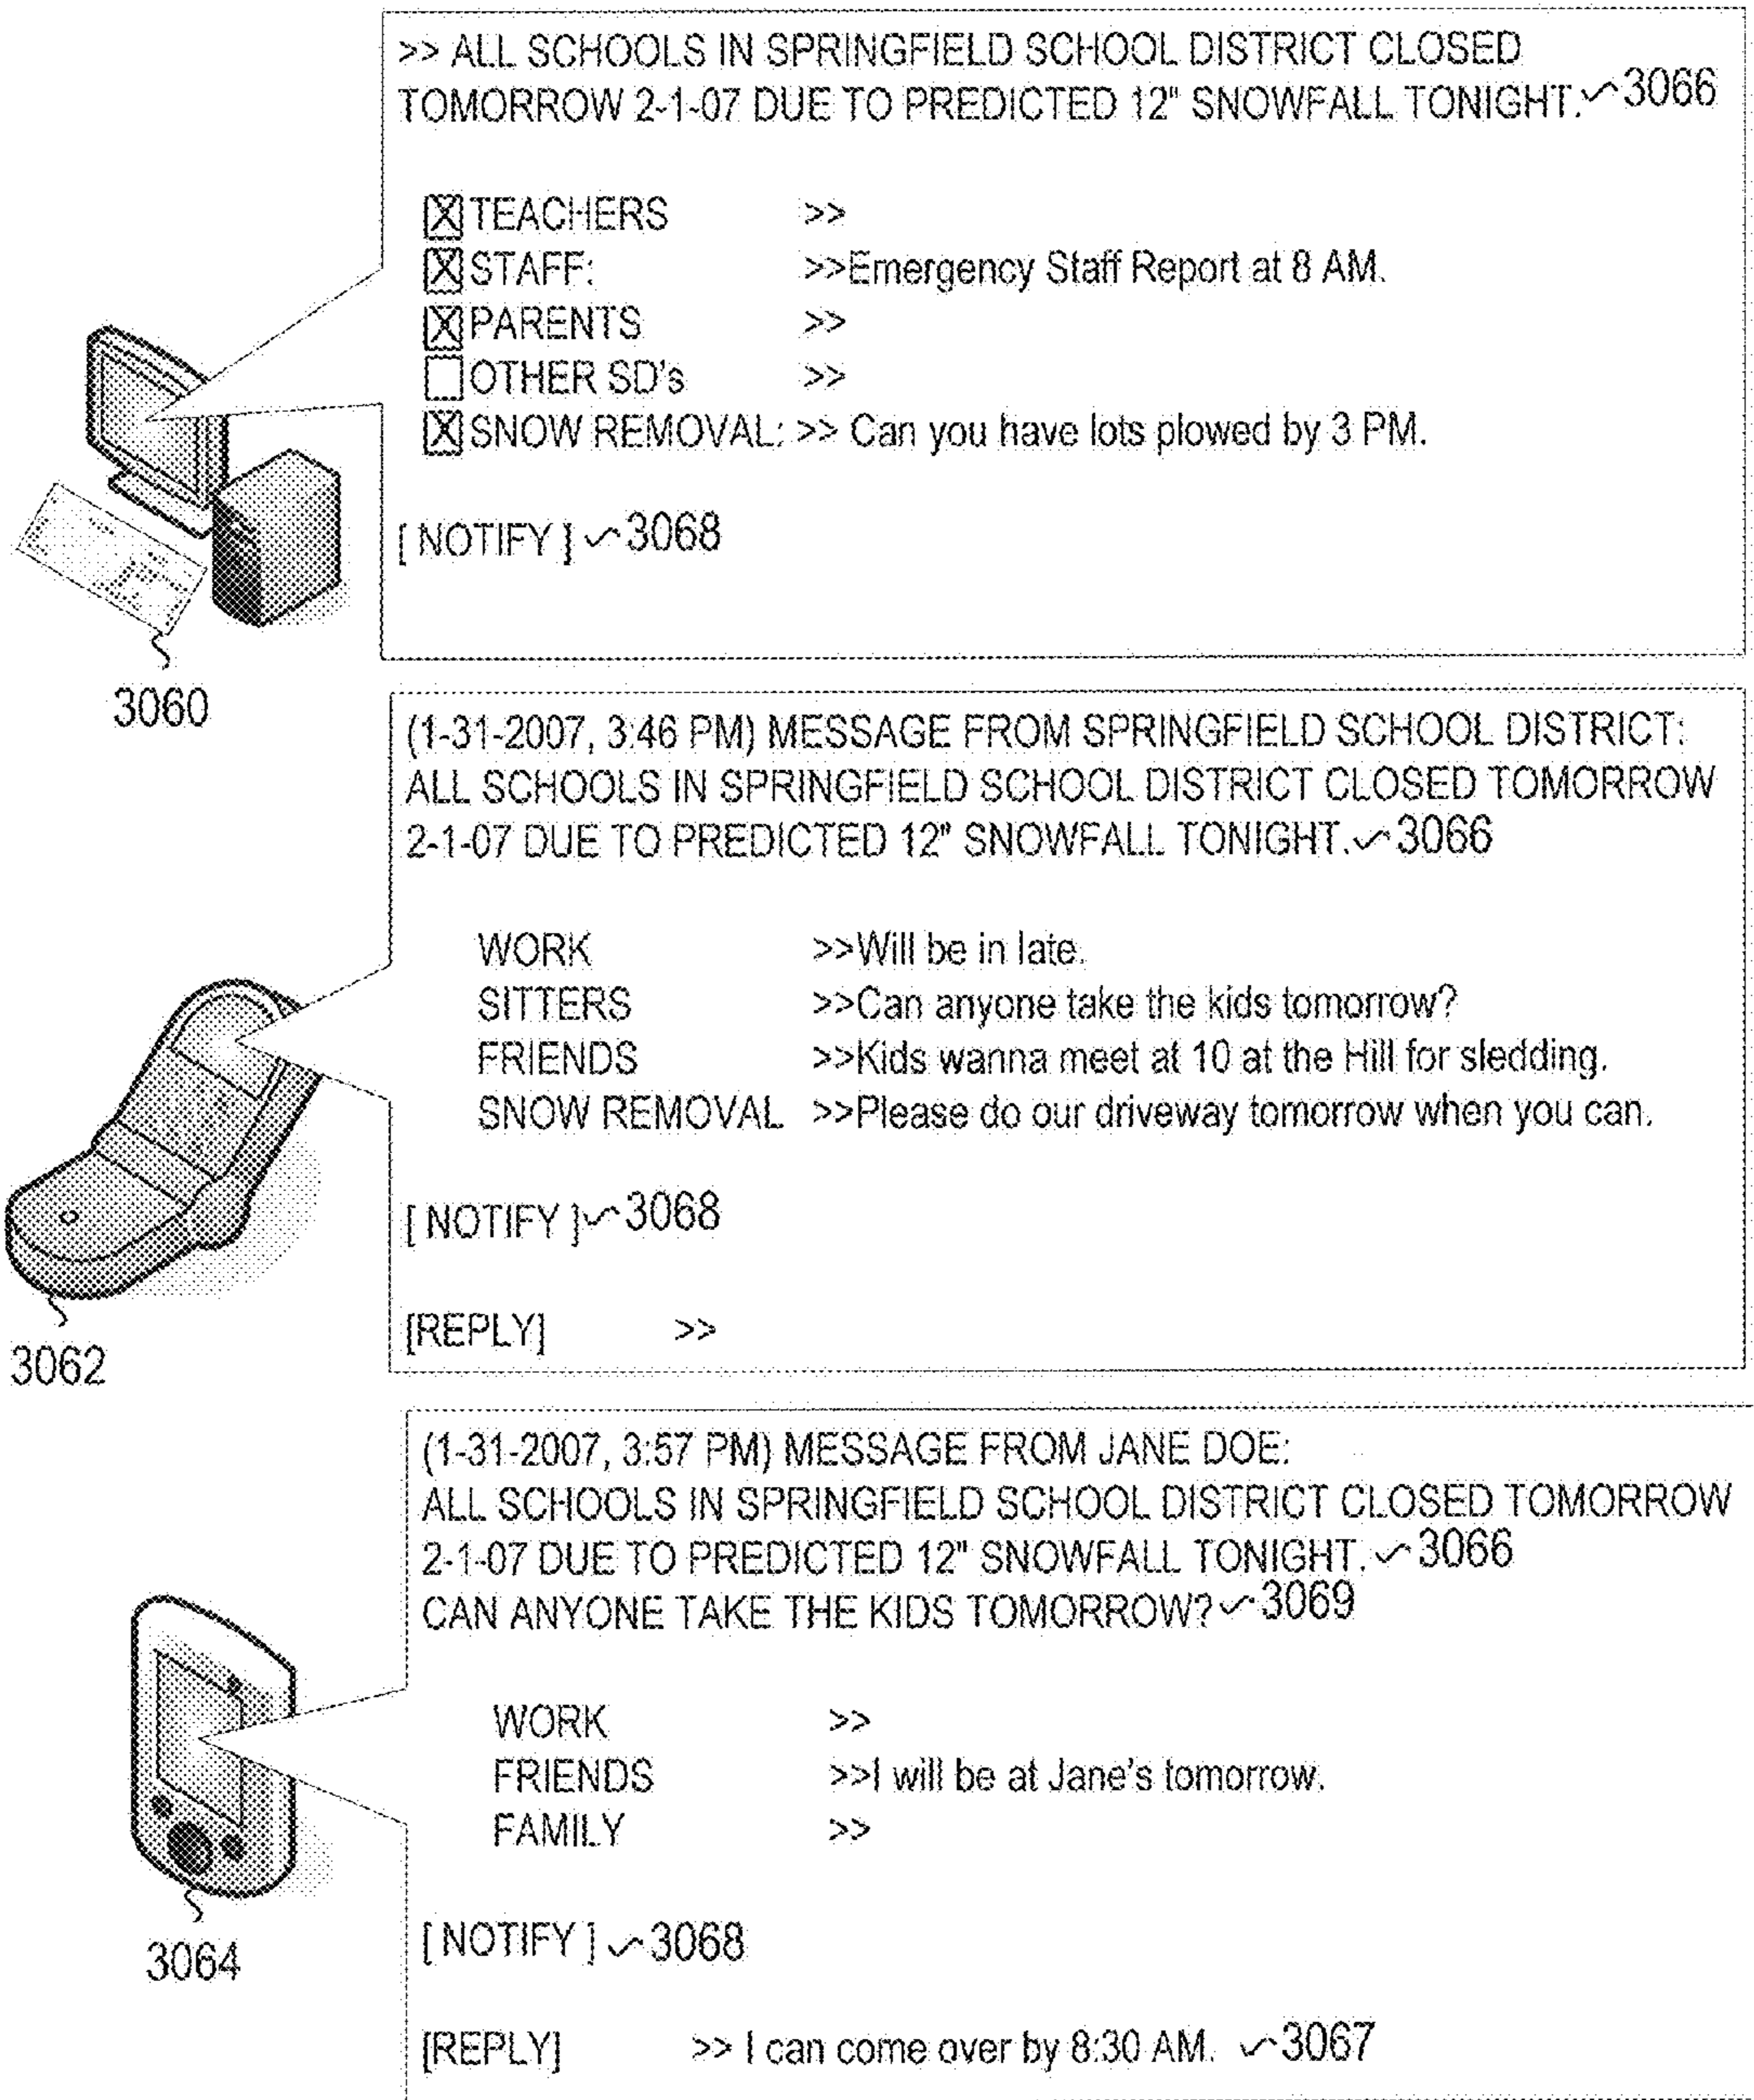 >> ALL SCHOOLS IN SPRINGFIELD SCHOOL DISTRICT CLOSED
TOMORROW 2-1-07 DUE TO PREDICTED 12" SNOWFALL TONIGHT. 3066
[X] TEACHERS >>
[X] STAFF: >>Emergency Staff Report at 8 AM.
[X] PARENTS >>
[ ] OTHER SD's >>
[X] SNOW REMOVAL: >> Can you have lots plowed by 3 PM.
[ NOTIFY ] 3068
3060
(1-31-2007, 3:46 PM) MESSAGE FROM SPRINGFIELD SCHOOL DISTRICT:
ALL SCHOOLS IN SPRINGFIELD SCHOOL DISTRICT CLOSED TOMORROW
2-1-07 DUE TO PREDICTED 12" SNOWFALL TONIGHT. 3066
WORK >>Will be in late.
SITTERS >>Can anyone take the kids tomorrow?
FRIENDS >>Kids wanna meet at 10 at the Hill for sledding.
SNOW REMOVAL >>Please do our driveway tomorrow when you can.
[ NOTIFY ] 3068
[REPLY] >>
3062
(1-31-2007, 3:57 PM) MESSAGE FROM JANE DOE:
ALL SCHOOLS IN SPRINGFIELD SCHOOL DISTRICT CLOSED TOMORROW
2-1-07 DUE TO PREDICTED 12" SNOWFALL TONIGHT. 3066
CAN ANYONE TAKE THE KIDS TOMORROW? 3069
WORK >>
FRIENDS >>I will be at Jane's tomorrow.
FAMILY >>
[ NOTIFY ] 3068
3064
[REPLY] >> I can come over by 8:30 AM. 3067